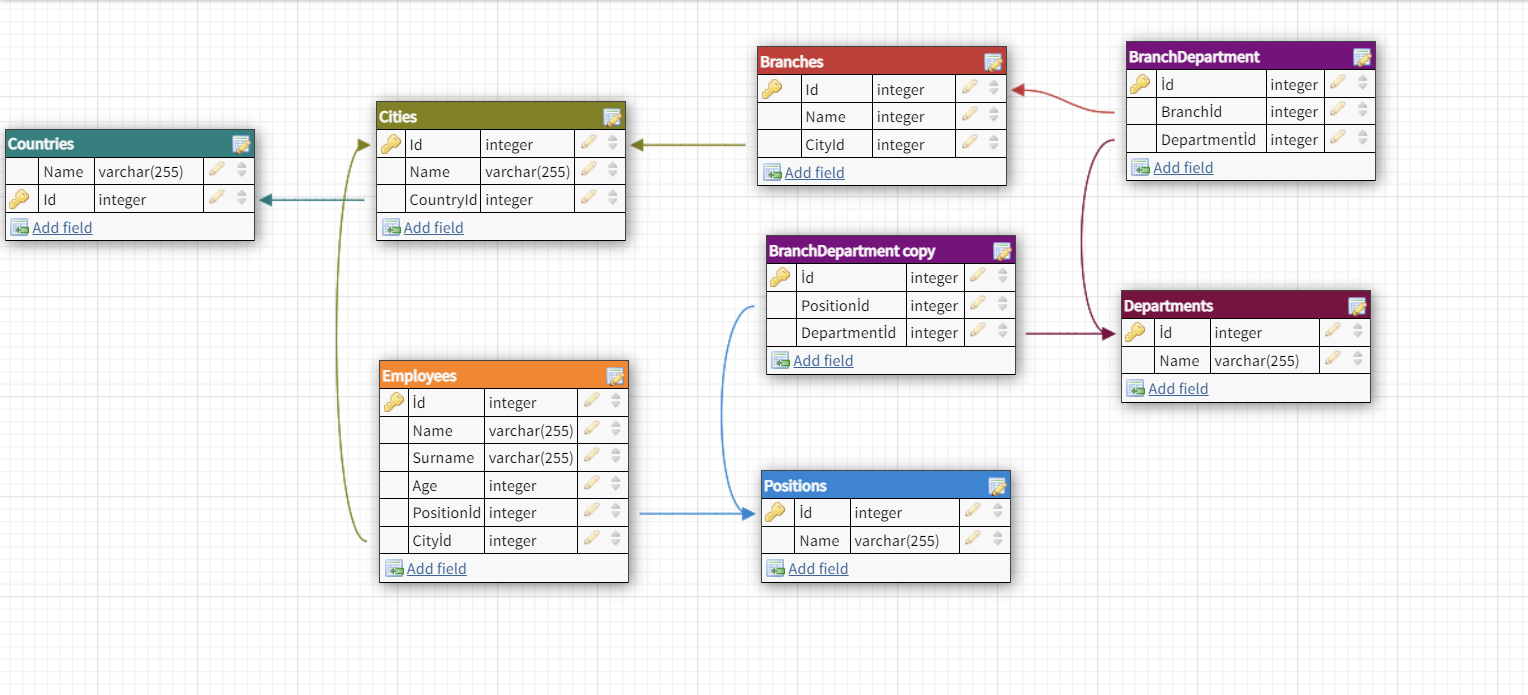 Countries
Name varchar(255)
Id integer
Add field
Cities
Id integer
Name varchar(255)
CountryId integer
Add field
Branches
Id integer
Name integer
CityId integer
Add field
BranchDepartment
İd integer
Branchİd integer
Departmentİd integer
Add field
BranchDepartment copy
İd integer
Positionİd integer
Departmentİd integer
Add field
Departments
İd integer
Name varchar(255)
Add field
Employees
İd integer
Name varchar(255)
Surname varchar(255)
Age integer
Positionİd integer
Cityİd integer
Add field
Positions
İd integer
Name varchar(255)
Add field